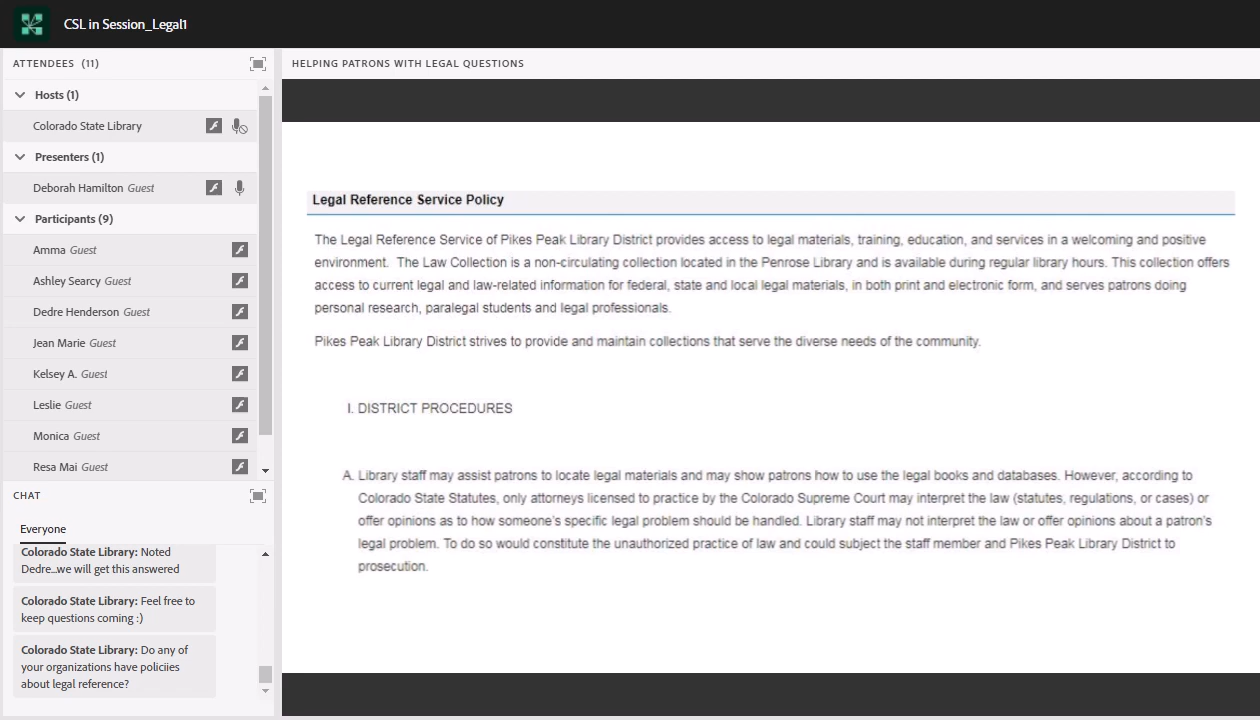 CSL in Session_Legal1
ATTENDEES (11)
Hosts (1)
Colorado State Library
Presenters (1)
Deborah Hamilton Guest
Participants (9)
Amma Guest
Ashley Searcy Guest
Dedre Henderson Guest
Jean Marie Guest
Kelsey A. Guest
Leslie Guest
Monica Guest
Resa Mai Guest
CHAT
Everyone
Colorado State Library: Noted
Dedre...we will get this answered
Colorado State Library: Feel free to
keep questions coming :)
Colorado State Library: Do any of
your organizations have policiies
about legal reference?
HELPING PATRONS WITH LEGAL QUESTIONS
Legal Reference Service Policy
The Legal Reference Service of Pikes Peak Library District provides access to legal materials, training, education, and services in a welcoming and positive
environment. The Law Collection is a non-circulating collection located in the Penrose Library and is available during regular library hours. This collection offers
access to current legal and law-related information for federal, state and local legal materials, in both print and electronic form, and serves patrons doing
personal research, paralegal students and legal professionals.
Pikes Peak Library District strives to provide and maintain collections that serve the diverse needs of the community.
I. DISTRICT PROCEDURES
A. Library staff may assist patrons to locate legal materials and may show patrons how to use the legal books and databases. However, according to
Colorado State Statutes, only attorneys licensed to practice by the Colorado Supreme Court may interpret the law (statutes, regulations, or cases) or
offer opinions as to how someone's specific legal problem should be handled. Library staff may not interpret the law or offer opinions about a patron's
legal problem. To do so would constitute the unauthorized practice of law and could subject the staff member and Pikes Peak Library District to
prosecution.